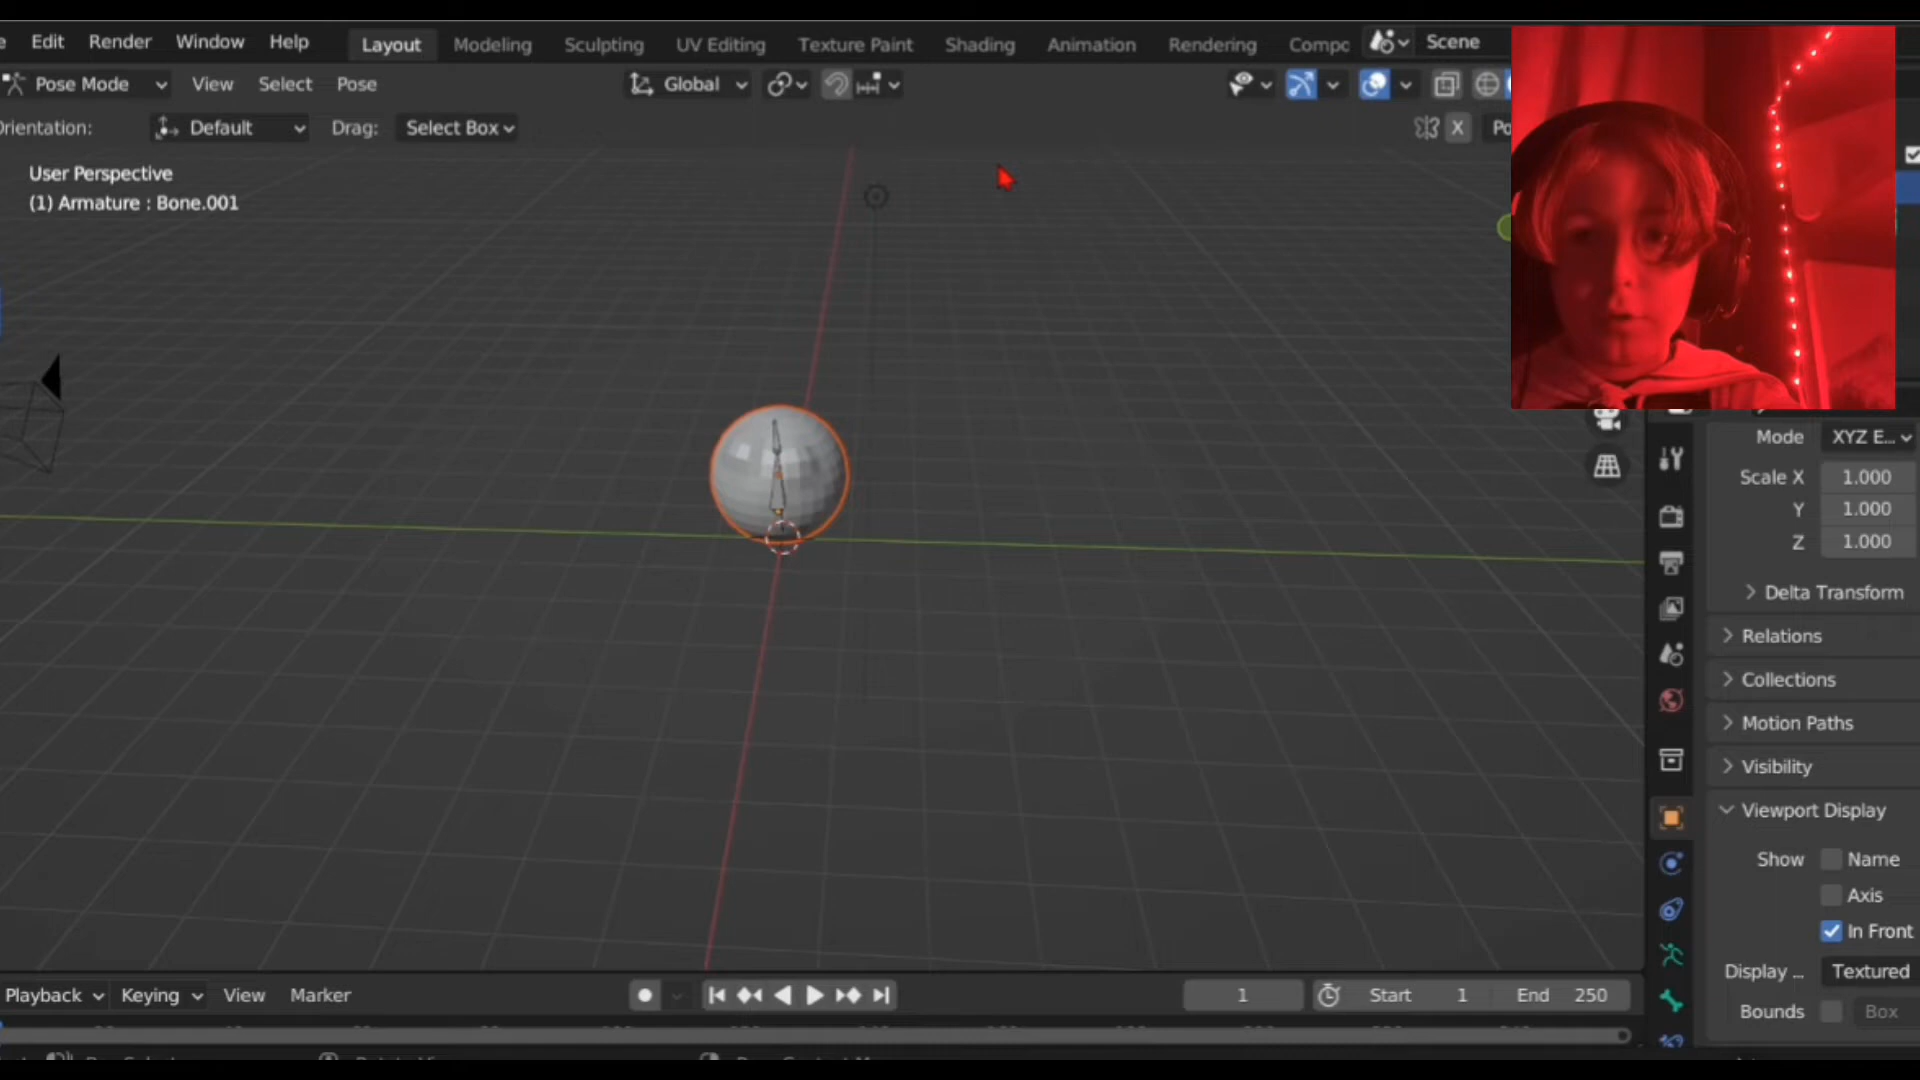 Edit Render Window Help Layout Modeling Sculpting UV Editing Texture Paint Shading Animation Rendering Compo Scene
Pose Mode View Select Pose Global
Orientation: Default Drag: Select Box X Po
User Perspective
(1) Armature : Bone.001
Mode XYZ E...
Scale X 1.000
Y 1.000
Z 1.000
Delta Transform
Relations
Collections
Motion Paths
Visibility
Viewport Display
Show Name
Axis
In Front
Display ... Textured
Bounds Box
Playback Keying View Marker 1 Start 1 End 250